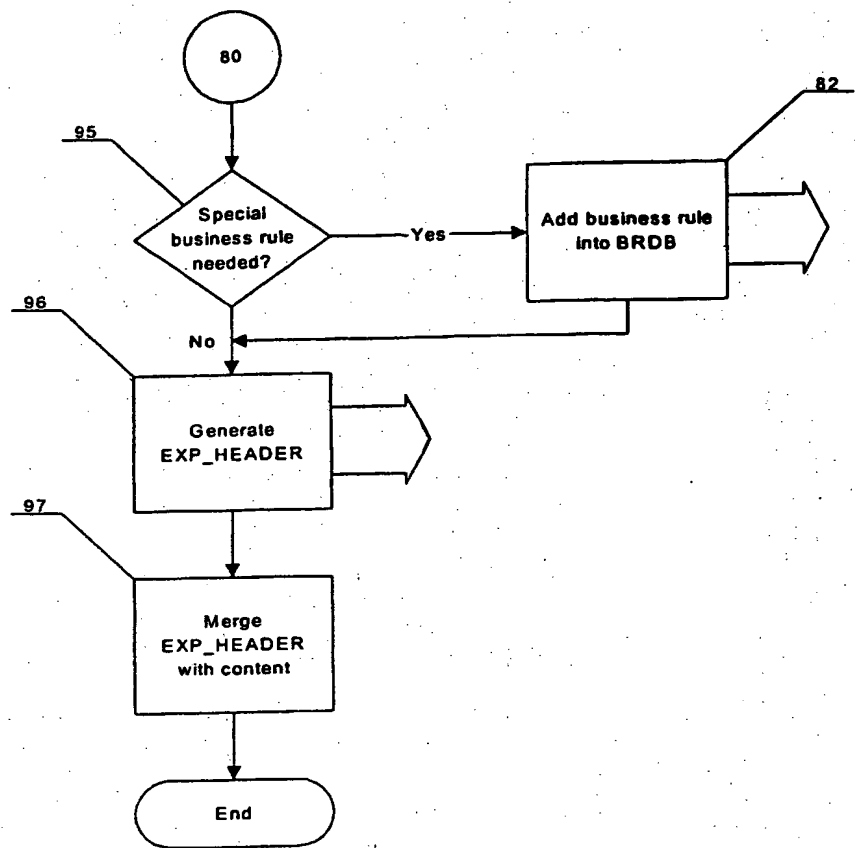 80
82
95
Special
business rule
needed?
Yes
Add business rule
into BRDB
96
No
Generate
EXP_HEADER
97
Merge
EXP_HEADER
with content
End